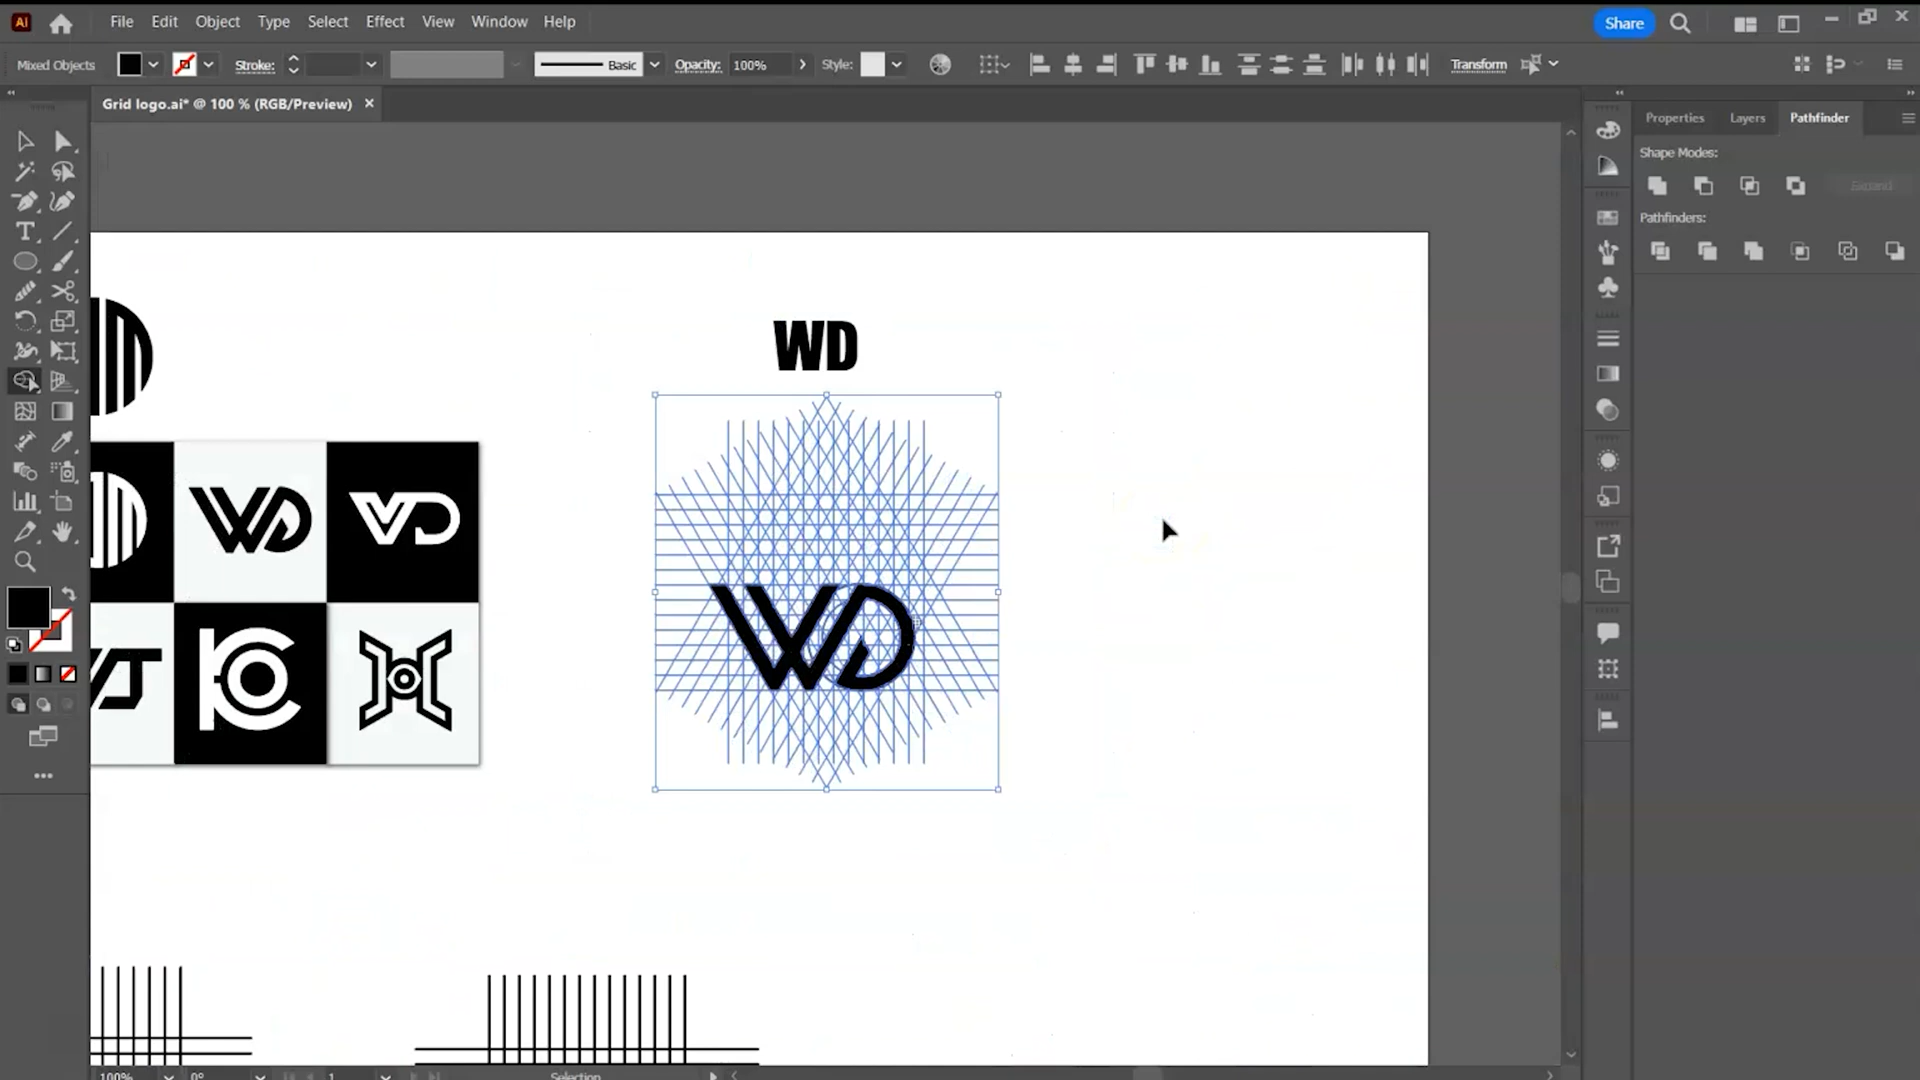 Ai File Edit Object Type Select Effect View Window Help Share
Mixed Objects Stroke: Basic Opacity: 100% Style: Transform
Grid logo.ai* @ 100 % (RGB/Preview) ×
Properties Layers Pathfinder
Shape Modes:
Expand
Pathfinders:
WD
WD VD
WD
100% 0° 1 Selection